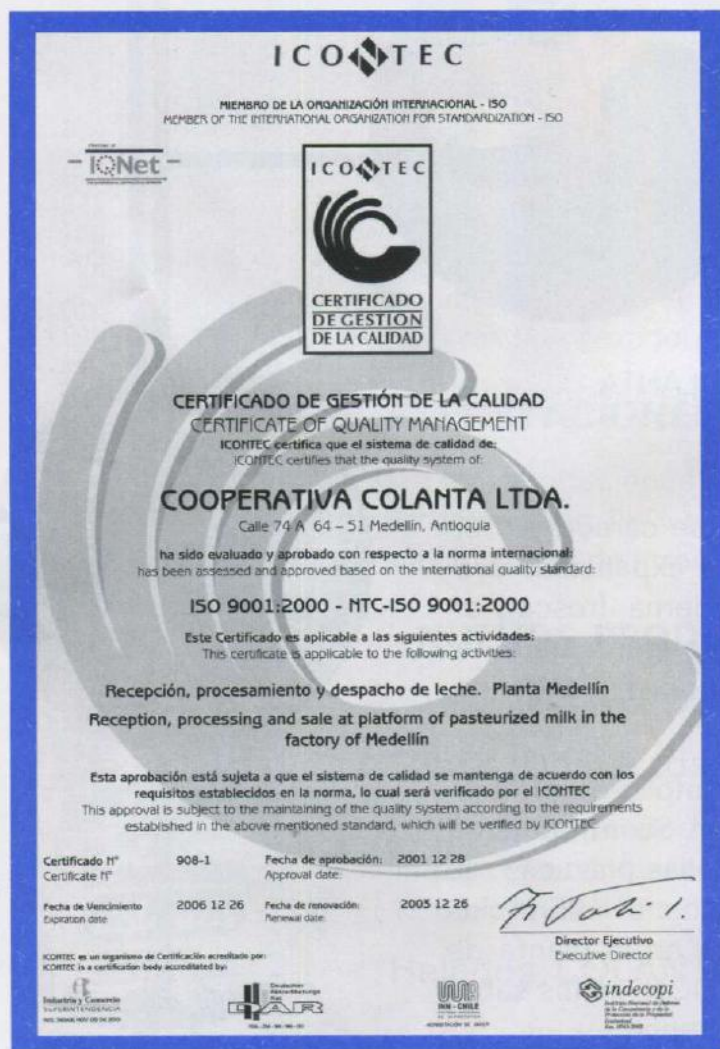 ICONTEC
MIEMBRO DE LA ORGANIZACIÓN INTERNACIONAL - ISO
MEMBER OF THE INTERNATIONAL ORGANIZATION FOR STANDARDIZATION - ISO
IQNet
ICONTEC
CERTIFICADO
DE GESTION
DE LA CALIDAD
CERTIFICADO DE GESTIÓN DE LA CALIDAD
CERTIFICATE OF QUALITY MANAGEMENT
ICONTEC certifica que el sistema de calidad de:
ICONTEC certifies that the quality system of:
COOPERATIVA COLANTA LTDA.
Calle 74 A 64 – 51 Medellín, Antioquia
ha sido evaluado y aprobado con respecto a la norma internacional:
has been assessed and approved based on the international quality standard:
ISO 9001:2000 - NTC-ISO 9001:2000
Este Certificado es aplicable a las siguientes actividades:
This certificate is applicable to the following activities:
Recepción, procesamiento y despacho de leche. Planta Medellín
Reception, processing and sale at platform of pasteurized milk in the
factory of Medellín
Esta aprobación está sujeta a que el sistema de calidad se mantenga de acuerdo con los
requisitos establecidos en la norma, lo cual será verificado por el ICONTEC
This approval is subject to the maintaining of the quality system according to the requirements
established in the above mentioned standard, which will be verified by ICONTEC
Certificado N° 908-1 Fecha de aprobación: 2001 12 28
Certificate N° Approval date:
Fecha de Vencimiento 2006 12 26 Fecha de renovación: 2003 12 26
Expiration date Renewal date:
Director Ejecutivo
Executive Director
ICONTEC es un organismo de Certificación acreditado por:
ICONTEC is a certification body accreditated by:
Industria y Comercio
SUPERINTENDENCIA
DAR
INN - CHILE
indecopi